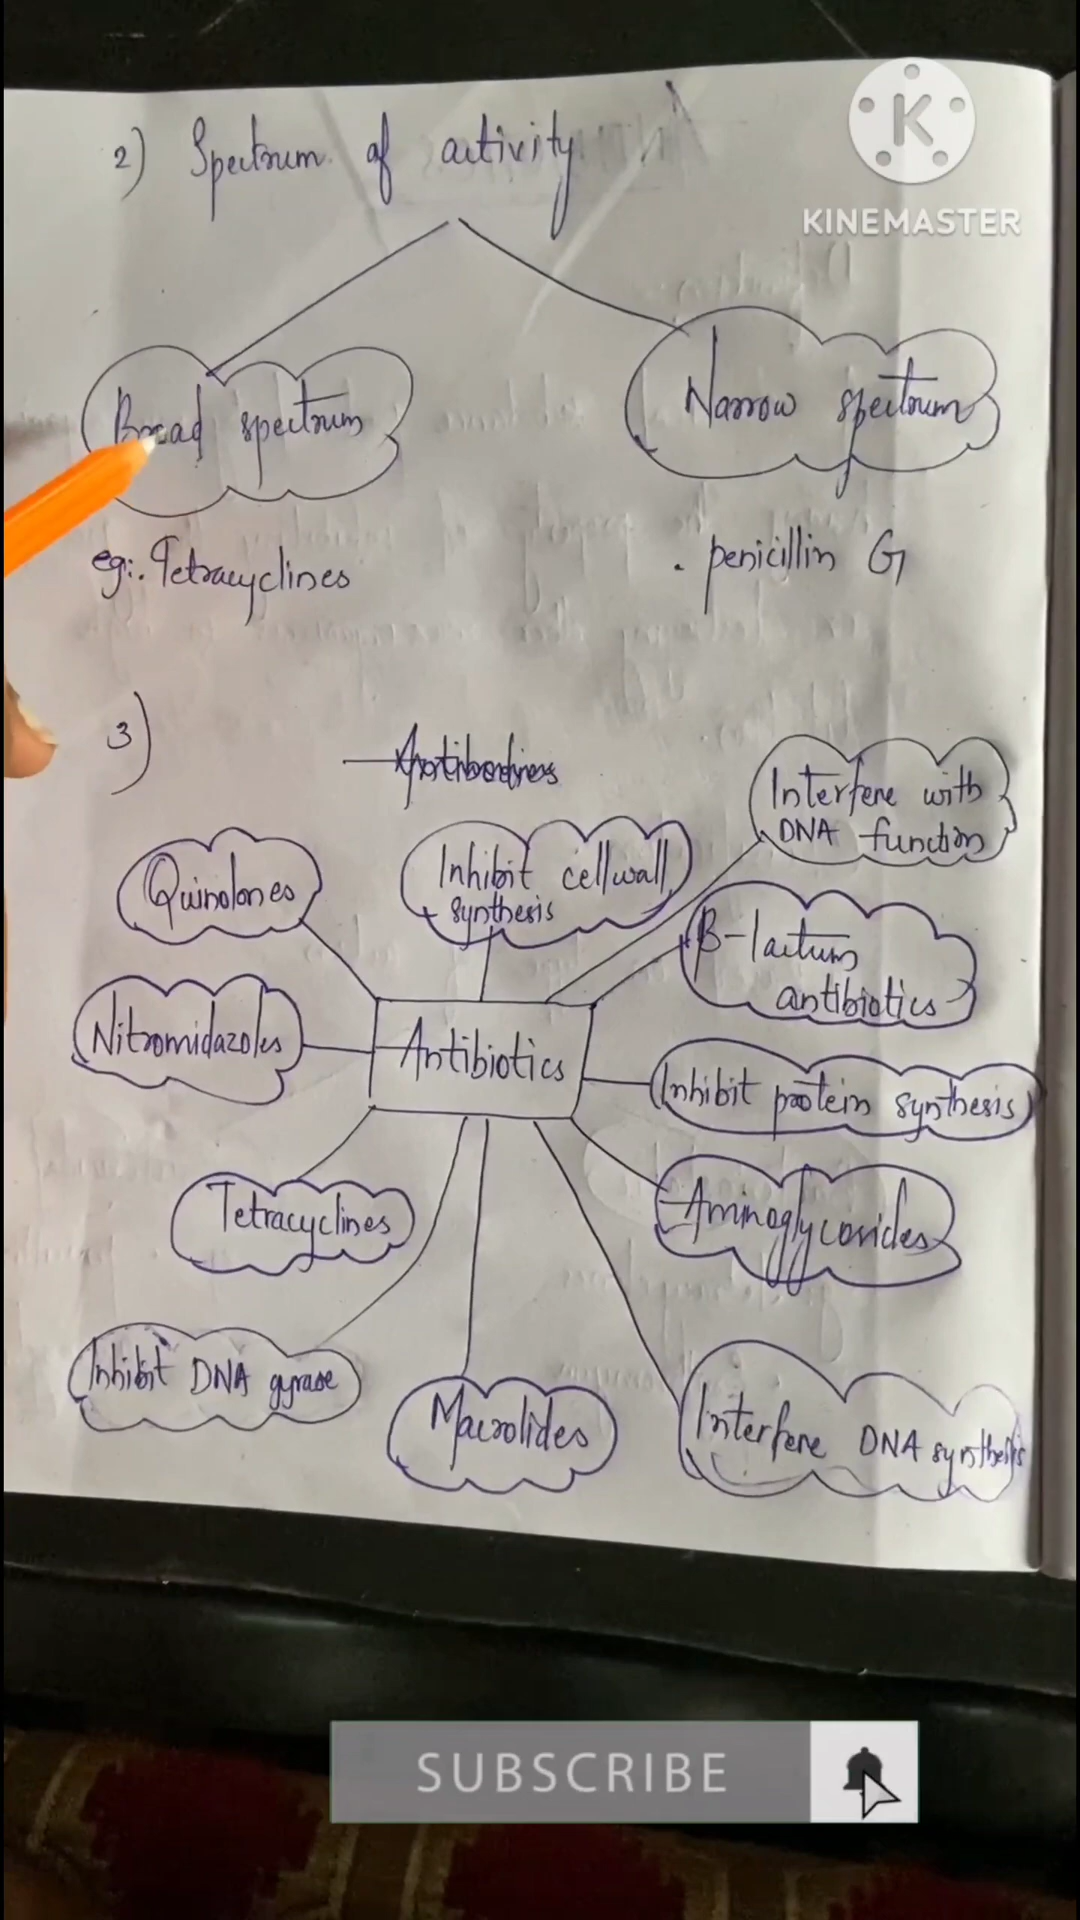 K
KINEMASTER
2) Spectrum of activity
Broad spectrum
Narrow spectrum
eg:. Tetracyclines
. penicillin G
3)
Antibodies
Interfere with
DNA function
Quinolones
Inhibit cellwall
synthesis
B-lactum
antibiotics
Nitromidazoles
Antibiotics
Inhibit protein synthesis
Tetracyclines
Aminoglycosides
Inhibit DNA gyrase
Macrolides
Interfere DNA synthesis
SUBSCRIBE